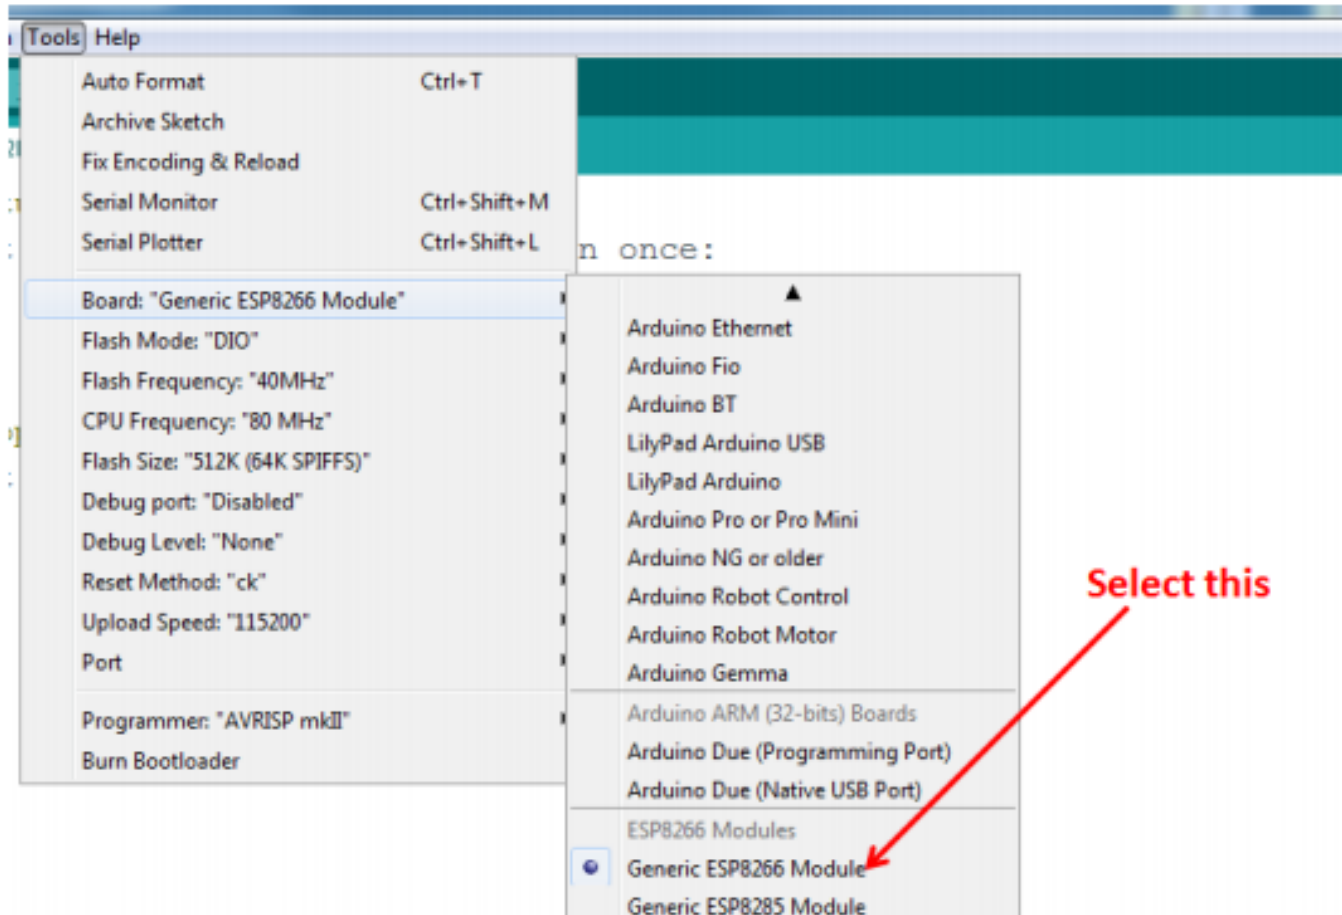 Tools Help
Auto Format Ctrl+T
Archive Sketch
Fix Encoding & Reload
Serial Monitor Ctrl+Shift+M
Serial Plotter Ctrl+Shift+L
n once:
Board: "Generic ESP8266 Module"
Flash Mode: "DIO"
Flash Frequency: "40MHz"
CPU Frequency: "80 MHz"
Flash Size: "512K (64K SPIFFS)"
Debug port: "Disabled"
Debug Level: "None"
Reset Method: "ck"
Upload Speed: "115200"
Port
Programmer: "AVRISP mkII"
Burn Bootloader
Arduino Ethernet
Arduino Fio
Arduino BT
LilyPad Arduino USB
LilyPad Arduino
Arduino Pro or Pro Mini
Arduino NG or older
Arduino Robot Control
Arduino Robot Motor
Arduino Gemma
Arduino ARM (32-bits) Boards
Arduino Due (Programming Port)
Arduino Due (Native USB Port)
ESP8266 Modules
Generic ESP8266 Module
Generic ESP8285 Module
Select this